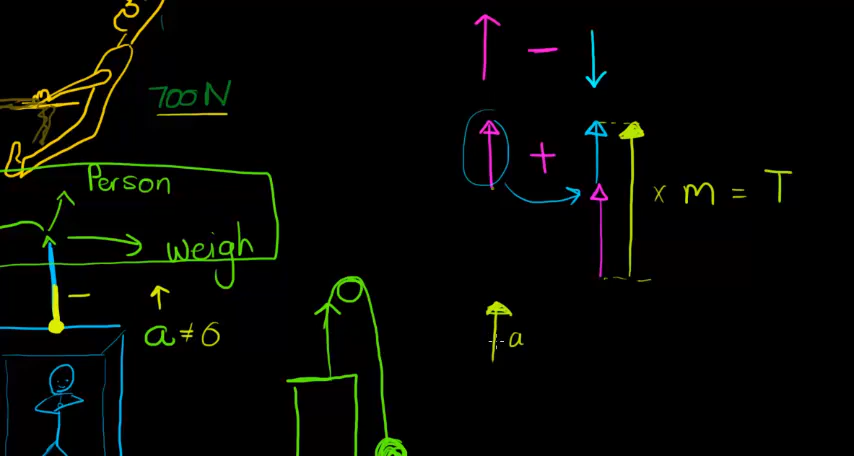 700N
Person
Weigh
a ≠ 0
−
+
× m = T
a